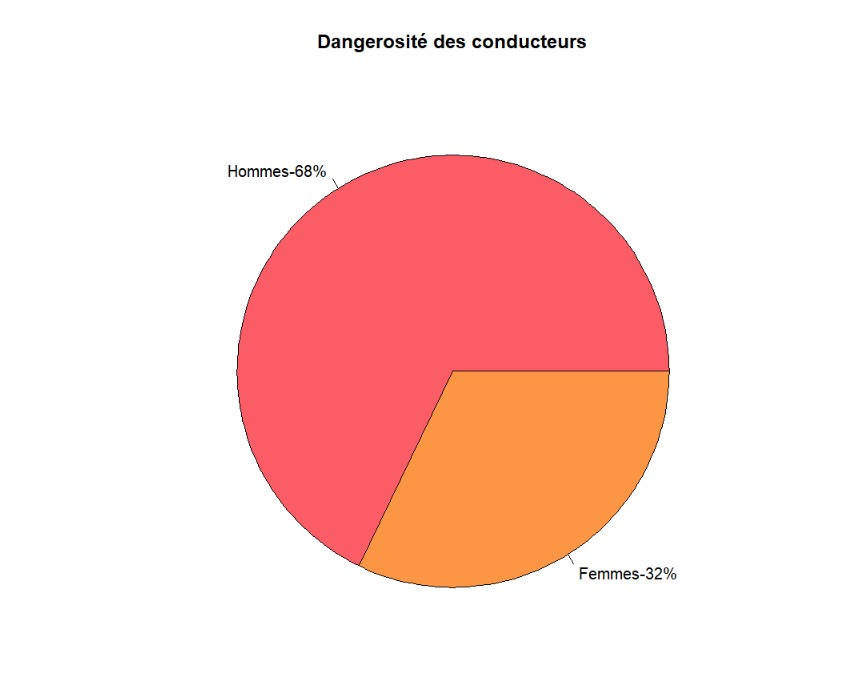 Dangerosité des conducteurs
Hommes-68%
Femmes-32%